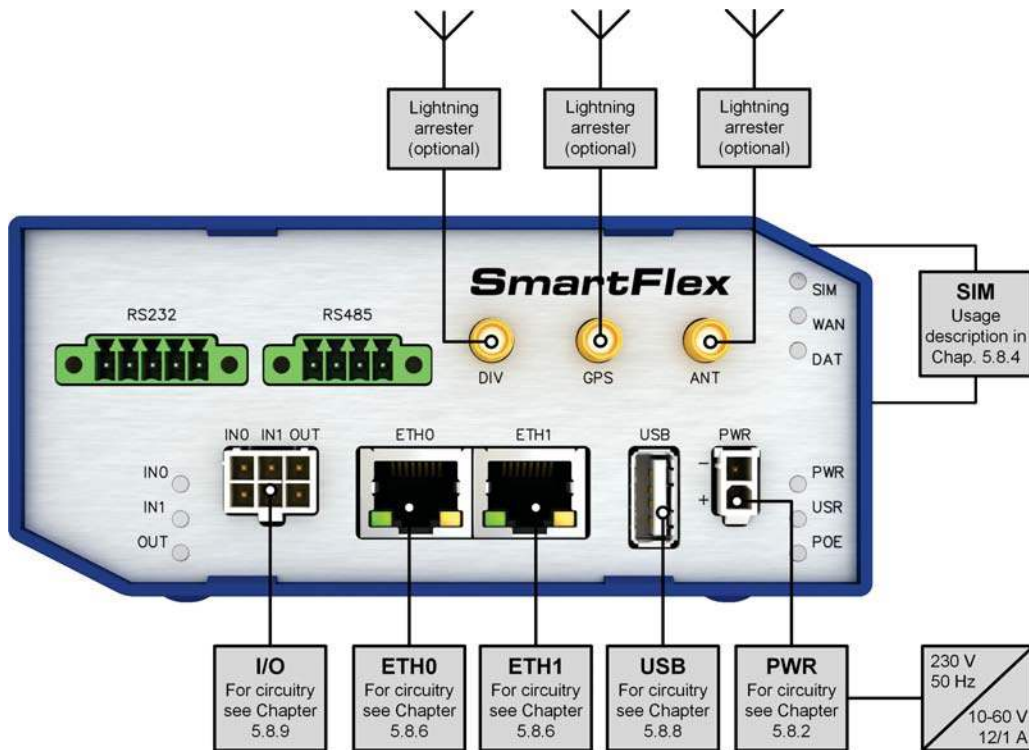 Lightning
arrester
(optional)
Lightning
arrester
(optional)
Lightning
arrester
(optional)
SmartFlex
SIM
WAN
DAT
SIM
Usage
description in
Chap. 5.8.4
RS232
RS485
DIV
GPS
ANT
IN0 IN1 OUT
ETH0
ETH1
USB
PWR
IN0
IN1
OUT
-
+
PWR
USR
POE
I/O
For circuitry
see Chapter
5.8.9
ETH0
For circuitry
see Chapter
5.8.6
ETH1
For circuitry
see Chapter
5.8.6
USB
For circuitry
see Chapter
5.8.8
PWR
For circuitry
see Chapter
5.8.2
230 V
50 Hz
10-60 V
12/1 A